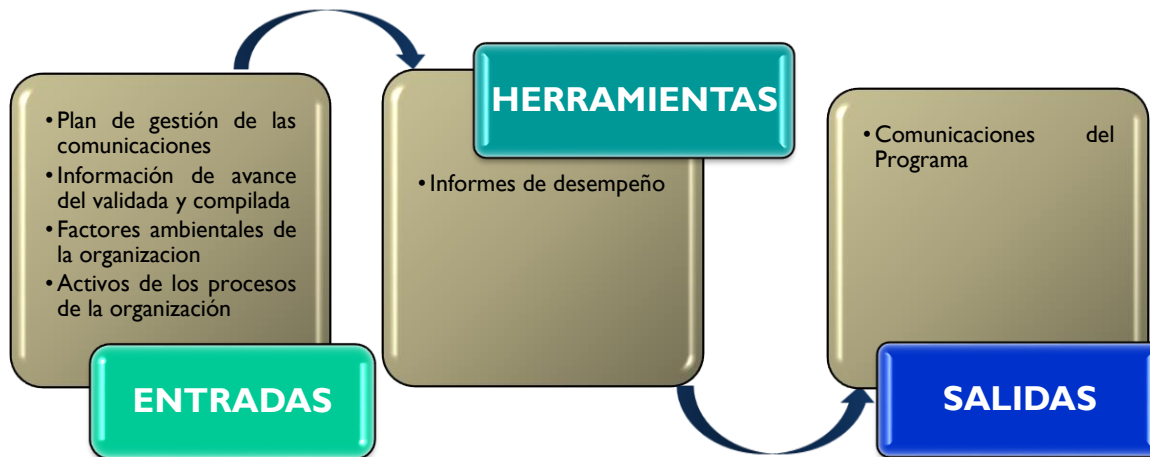 • Plan de gestión de las
comunicaciones
• Información de avance
del validada y compilada
• Factores ambientales de
la organizacion
• Activos de los procesos
de la organización
ENTRADAS
HERRAMIENTAS
• Informes de desempeño
• Comunicaciones del
Programa
SALIDAS